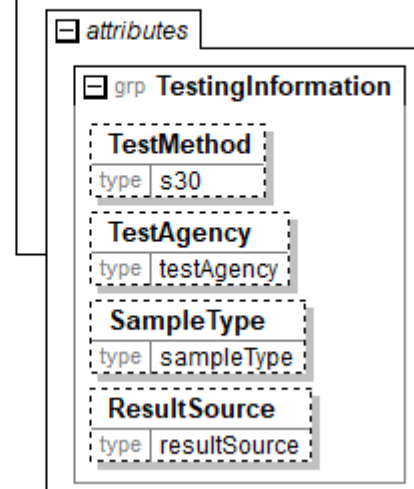 attributes
grp TestingInformation
TestMethod
type s30
TestAgency
type testAgency
SampleType
type sampleType
ResultSource
type resultSource